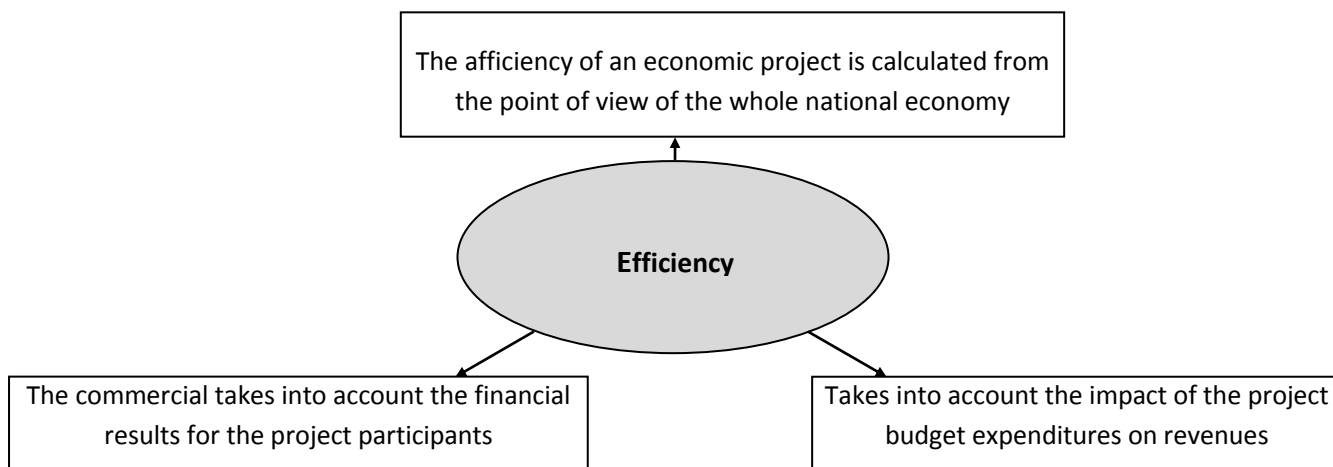 The afficiency of an economic project is calculated from
the point of view of the whole national economy
Efficiency
The commercial takes into account the financial
results for the project participants
Takes into account the impact of the project
budget expenditures on revenues